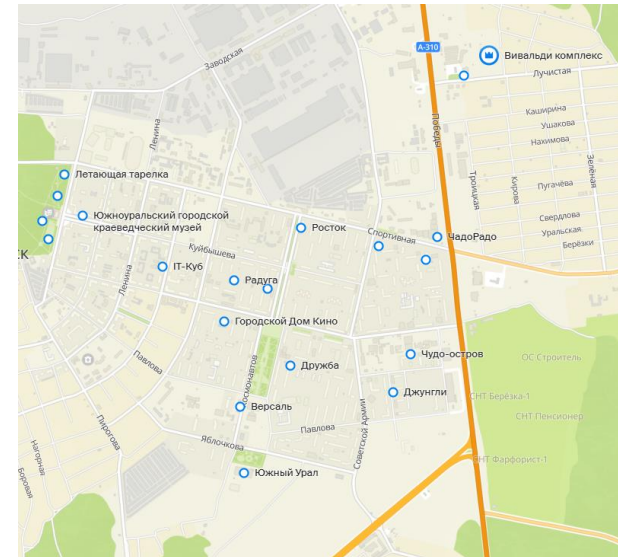 А-310
Вивальди комплекс
Лучистая
Заводская
Каширина
Ушакова
Нахимова
Победы
Ленина
Зелёная
Троицкая
Кирова
Пугачёва
Летающая тарелка
Южноуральский городской
краеведческий музей
Росток
Спортивная
ЧадоРадо
Свердлова
Уральская
Берёзки
СК
Куйбышева
IT-Куб
Радуга
Ленина
Городской Дом Кино
Чудо-остров
ОС Строитель
Павлова
Дружба
Космонавтов
Джунгли
СНТ Берёзка-1
Версаль
СНТ Пенсионер
Пирогова
Павлова
Советской Армии
Яблочкова
Нагорная
Боровая
СНТ Фарфорист-1
Южный Урал